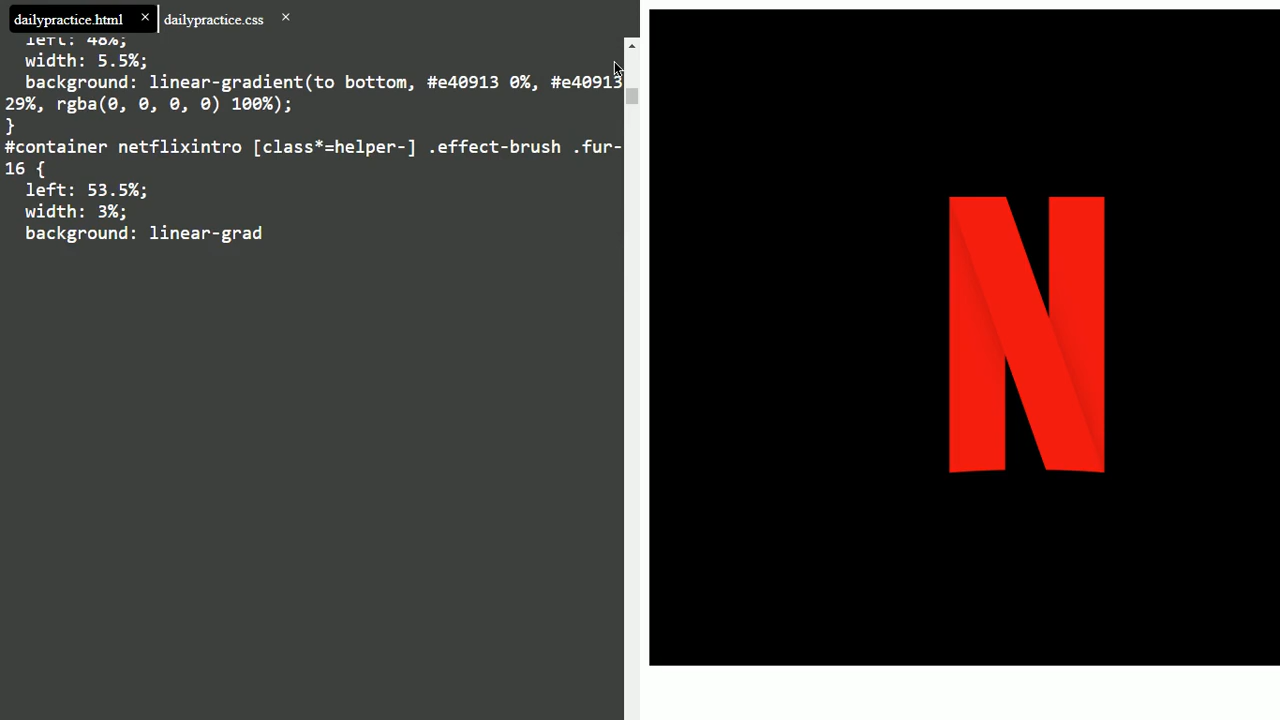 dailypractice.html × dailypractice.css ×
left: 48%;
width: 5.5%;
background: linear-gradient(to bottom, #e40913 0%, #e40913
29%, rgba(0, 0, 0, 0) 100%);
}
#container netflixintro [class*=helper-] .effect-brush .fur-
16 {
left: 53.5%;
width: 3%;
background: linear-grad
N